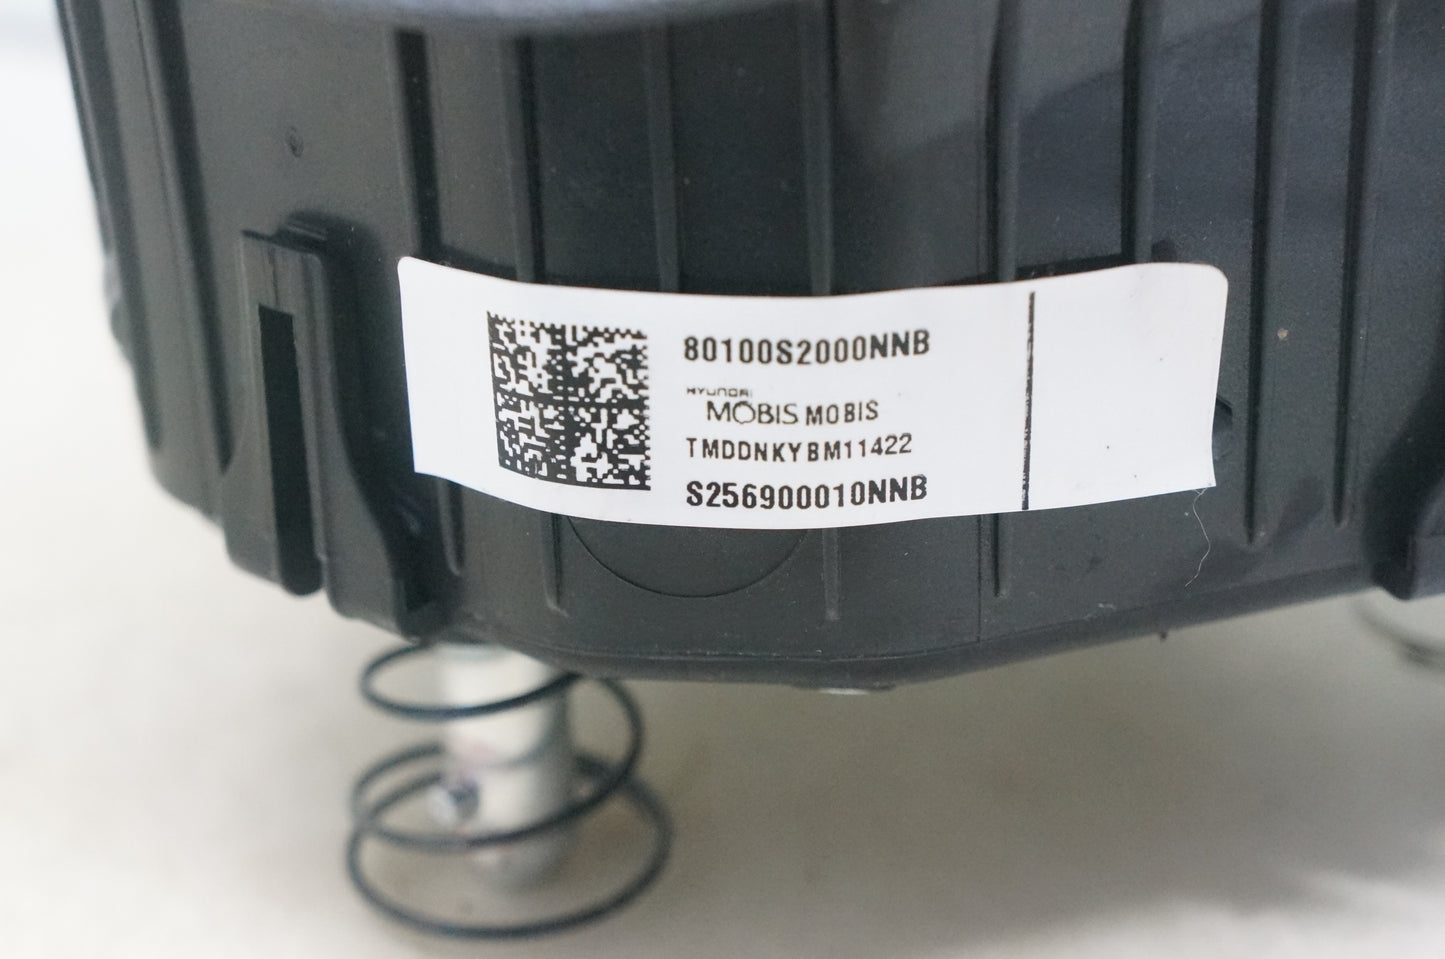 80100S2000NNB
HYUNDAI
MOBIS MOBIS
TMDDNKYBM11422
S256900010NNB